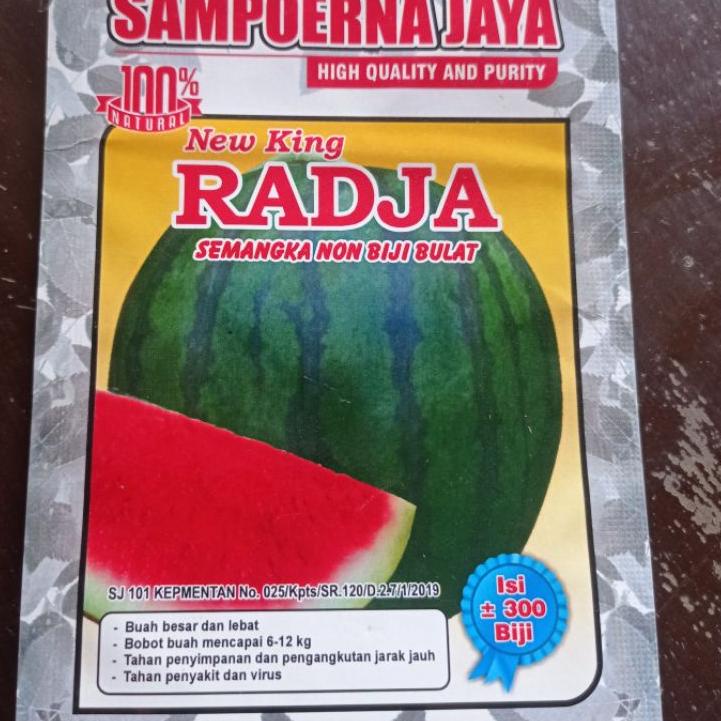 SAMPOERNA JAYA
HIGH QUALITY AND PURITY
100%
NATURAL
New King
RADJA
SEMANGKA NON BIJI BULAT
SJ 101 KEPMENTAN No. 025/Kpts/SR.120/D.2.7/1/2019
- Buah besar dan lebat
- Bobot buah mencapai 6-12 kg
- Tahan penyimpanan dan pengangkutan jarak jauh
- Tahan penyakit dan virus
Isi
± 300
Biji